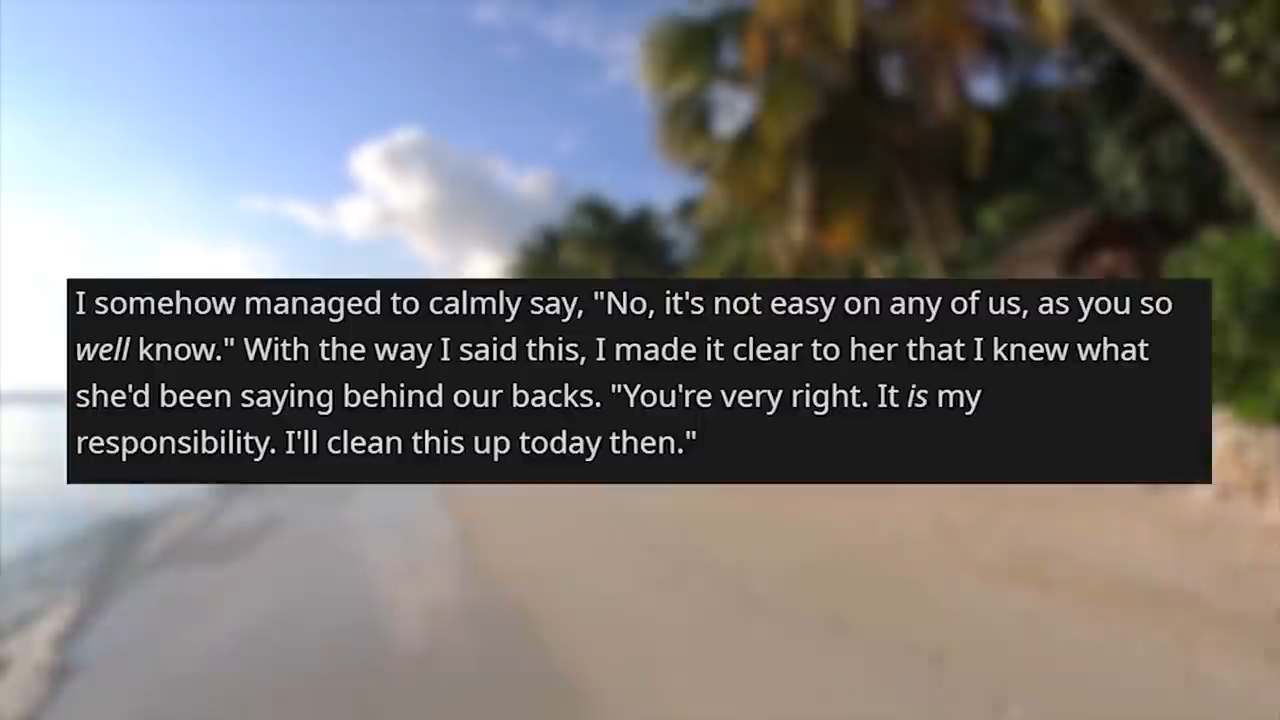 I somehow managed to calmly say, "No, it's not easy on any of us, as you so
well know." With the way I said this, I made it clear to her that I knew what
she'd been saying behind our backs. "You're very right. It is my
responsibility. I'll clean this up today then."